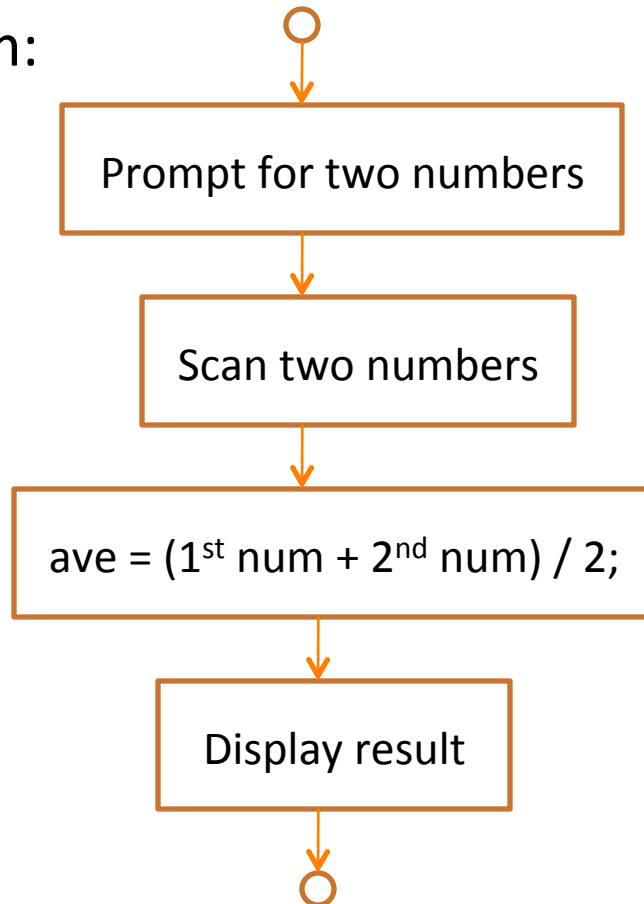 n:
Prompt for two numbers
Scan two numbers
ave = (1st num + 2nd num) / 2;
Display result